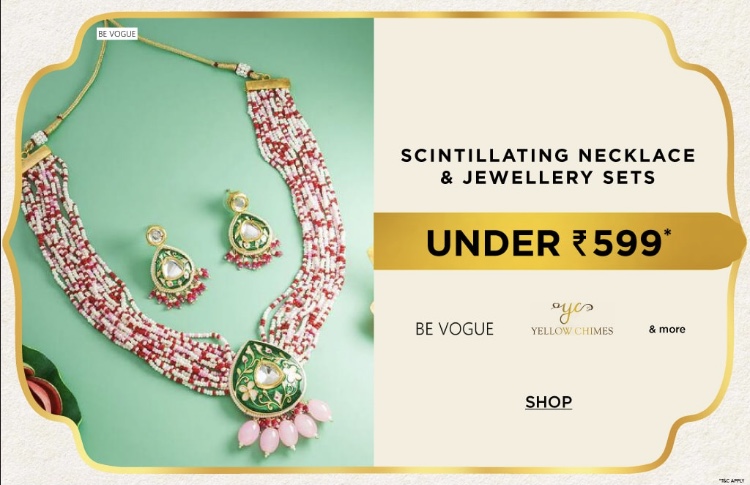 BE VOGUE
SCINTILLATING NECKLACE
& JEWELLERY SETS
UNDER ₹599*
BE VOGUE
yc
YELLOW CHIMES
& more
SHOP
*T&C APPLY